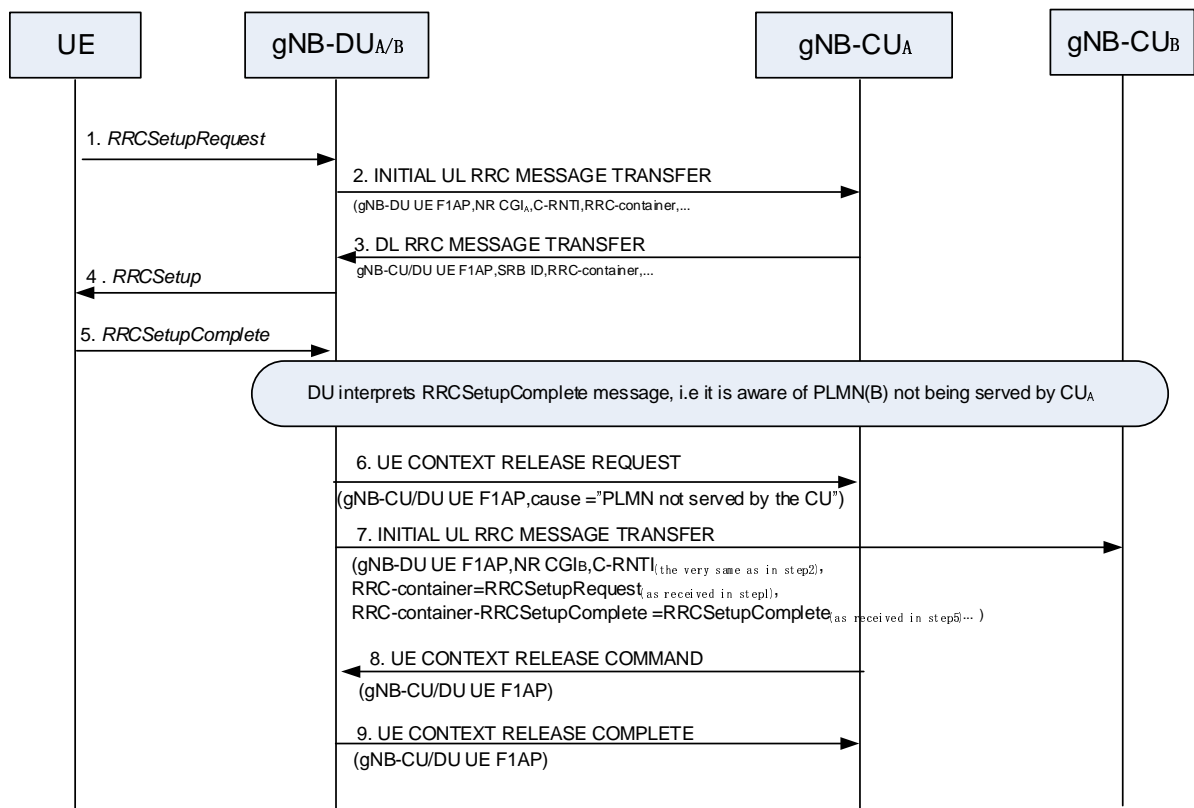 UE
gNB-DUA/B
gNB-CUA
gNB-CUB
1. RRCSetupRequest
2. INITIAL UL RRC MESSAGE TRANSFER
(gNB-DU UE F1AP,NR CGIA,C-RNTI,RRC-container,...
3. DL RRC MESSAGE TRANSFER
gNB-CU/DU UE F1AP,SRB ID,RRC-container,...
4 . RRCSetup
5. RRCSetupComplete
DU interprets RRCSetupComplete message, i.e it is aware of PLMN(B) not being served by CUA
6. UE CONTEXT RELEASE REQUEST
(gNB-CU/DU UE F1AP,cause ="PLMN not served by the CU")
7. INITIAL UL RRC MESSAGE TRANSFER
(gNB-DU UE F1AP,NR CGIB,C-RNTI(the very same as in step2),
RRC-container=RRCSetupRequest(as received in step1),
RRC-container-RRCSetupComplete =RRCSetupComplete(as received in step5)... )
8. UE CONTEXT RELEASE COMMAND
(gNB-CU/DU UE F1AP)
9. UE CONTEXT RELEASE COMPLETE
(gNB-CU/DU UE F1AP)